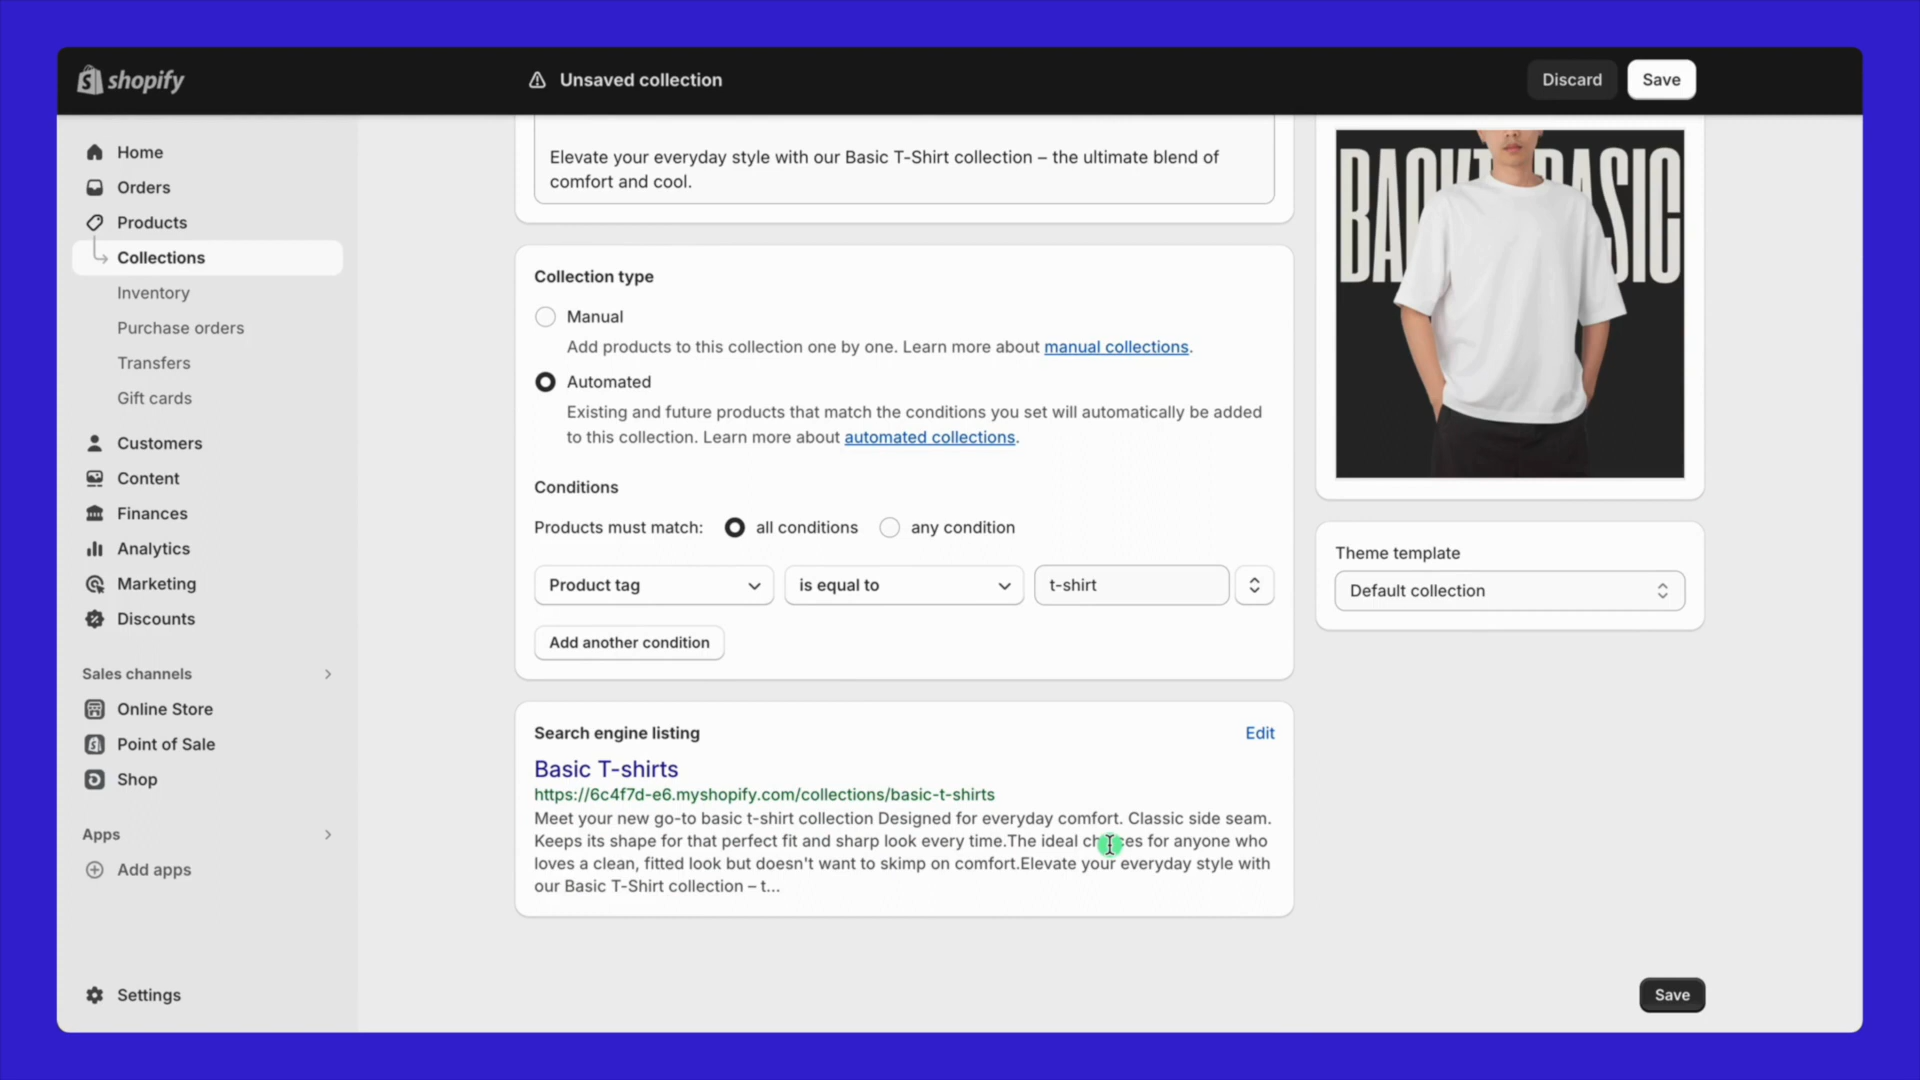 shopify
Unsaved collection
Discard
Save
Home
Orders
Products
Collections
Inventory
Purchase orders
Transfers
Gift cards
Customers
Content
Finances
Analytics
Marketing
Discounts
Sales channels
Online Store
Point of Sale
Shop
Apps
Add apps
Settings
Elevate your everyday style with our Basic T-Shirt collection – the ultimate blend of
comfort and cool.
Collection type
Manual
Add products to this collection one by one. Learn more about manual collections.
Automated
Existing and future products that match the conditions you set will automatically be added
to this collection. Learn more about automated collections.
Conditions
Products must match: all conditions any condition
Product tag is equal to t-shirt
Add another condition
Search engine listing Edit
Basic T-shirts
https://6c4f7d-e6.myshopify.com/collections/basic-t-shirts
Meet your new go-to basic t-shirt collection Designed for everyday comfort. Classic side seam.
Keeps its shape for that perfect fit and sharp look every time.The ideal choices for anyone who
loves a clean, fitted look but doesn't want to skimp on comfort.Elevate your everyday style with
our Basic T-Shirt collection – t...
Theme template
Default collection
Save